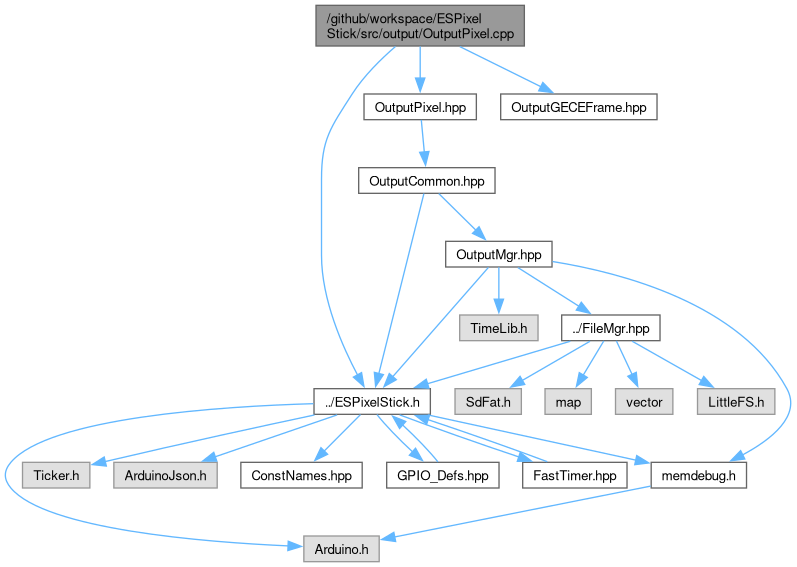 /github/workspace/ESPixel
Stick/src/output/OutputPixel.cpp
OutputPixel.hpp
OutputGECEFrame.hpp
OutputCommon.hpp
OutputMgr.hpp
TimeLib.h
../FileMgr.hpp
../ESPixelStick.h
SdFat.h
map
vector
LittleFS.h
Ticker.h
ArduinoJson.h
ConstNames.hpp
GPIO_Defs.hpp
FastTimer.hpp
memdebug.h
Arduino.h